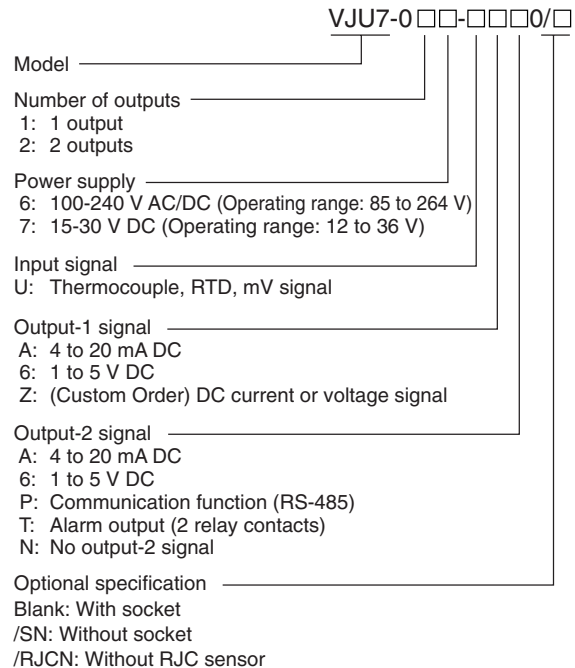 VJU7-0□□-□□□0/□
Model
Number of outputs
1: 1 output
2: 2 outputs
Power supply
6: 100-240 V AC/DC (Operating range: 85 to 264 V)
7: 15-30 V DC (Operating range: 12 to 36 V)
Input signal
U: Thermocouple, RTD, mV signal
Output-1 signal
A: 4 to 20 mA DC
6: 1 to 5 V DC
Z: (Custom Order) DC current or voltage signal
Output-2 signal
A: 4 to 20 mA DC
6: 1 to 5 V DC
P: Communication function (RS-485)
T: Alarm output (2 relay contacts)
N: No output-2 signal
Optional specification
Blank: With socket
/SN: Without socket
/RJCN: Without RJC sensor